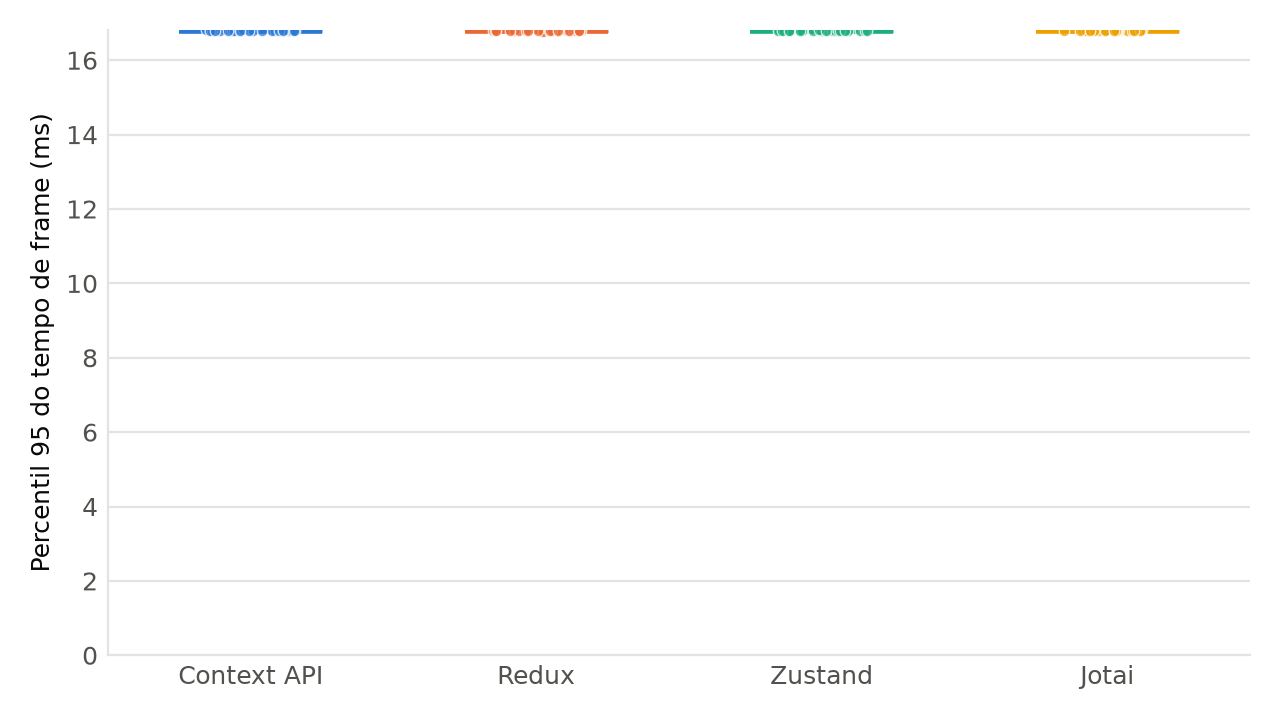 Percentil 95 do tempo de frame (ms)
16
14
12
10
8
6
4
2
0
Context API
Redux
Zustand
Jotai